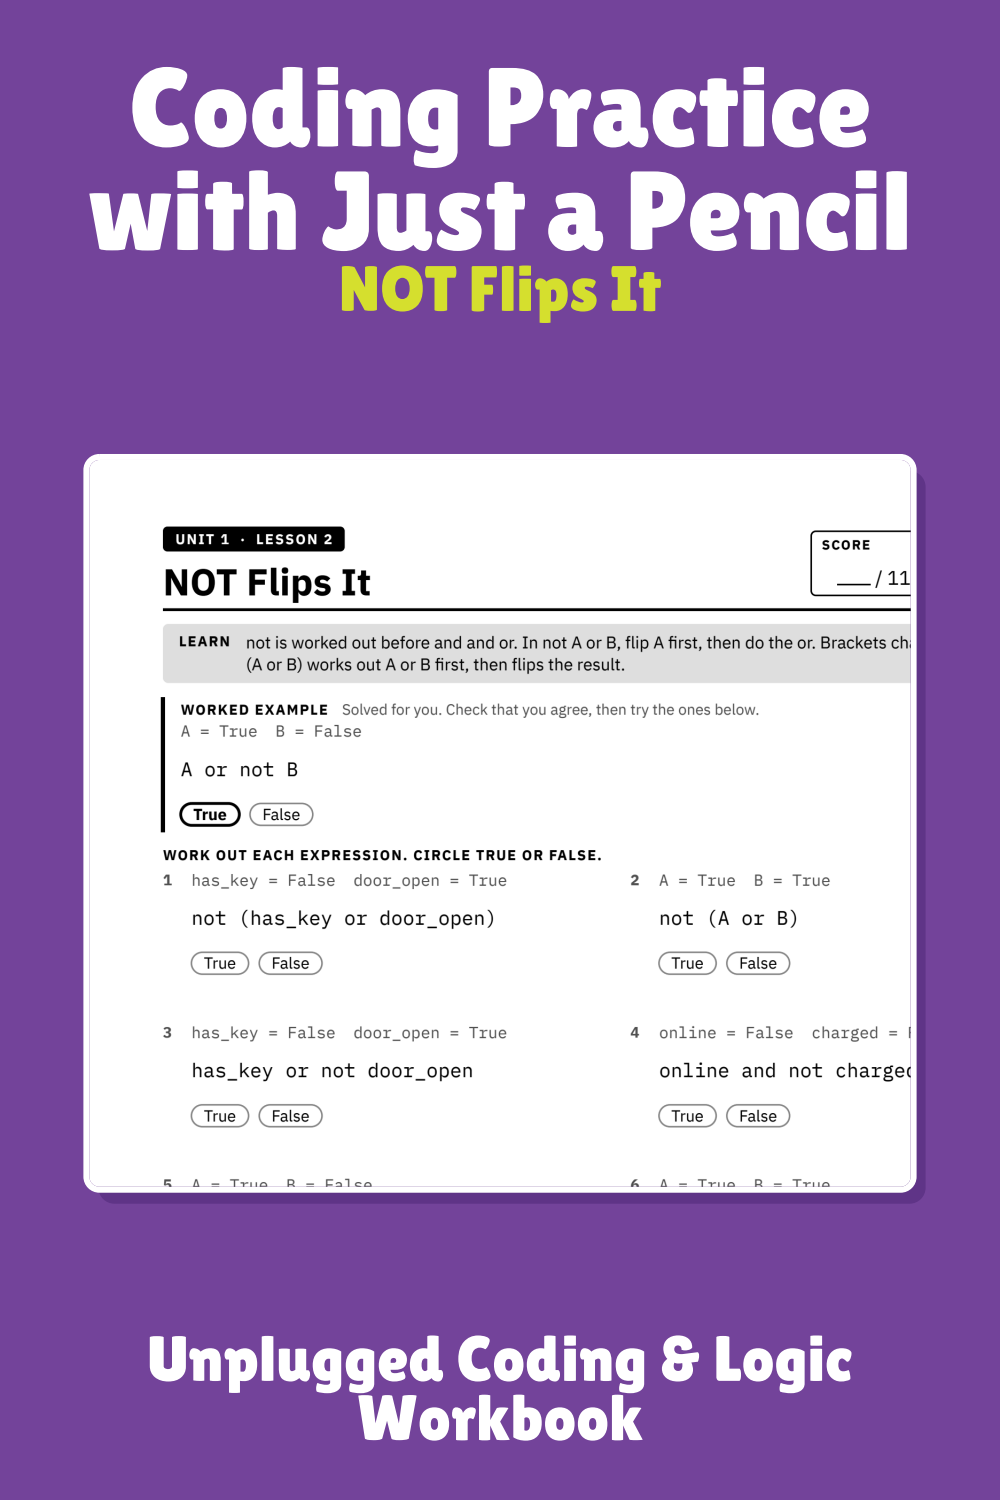 Coding Practice
with Just a Pencil
NOT Flips It
UNIT 1 · LESSON 2
SCORE
___ / 11
NOT Flips It
LEARN not is worked out before and and or. In not A or B, flip A first, then do the or. Brackets
(A or B) works out A or B first, then flips the result.
WORKED EXAMPLE Solved for you. Check that you agree, then try the ones below.
A = True B = False
A or not B
True False
WORK OUT EACH EXPRESSION. CIRCLE TRUE OR FALSE.
1 has_key = False door_open = True
not (has_key or door_open)
True False
2 A = True B = True
not (A or B)
True False
3 has_key = False door_open = True
has_key or not door_open
True False
4 online = False charged =
online and not charged
True False
5 A = True B = False
6 A = True B = True
Unplugged Coding & Logic
Workbook